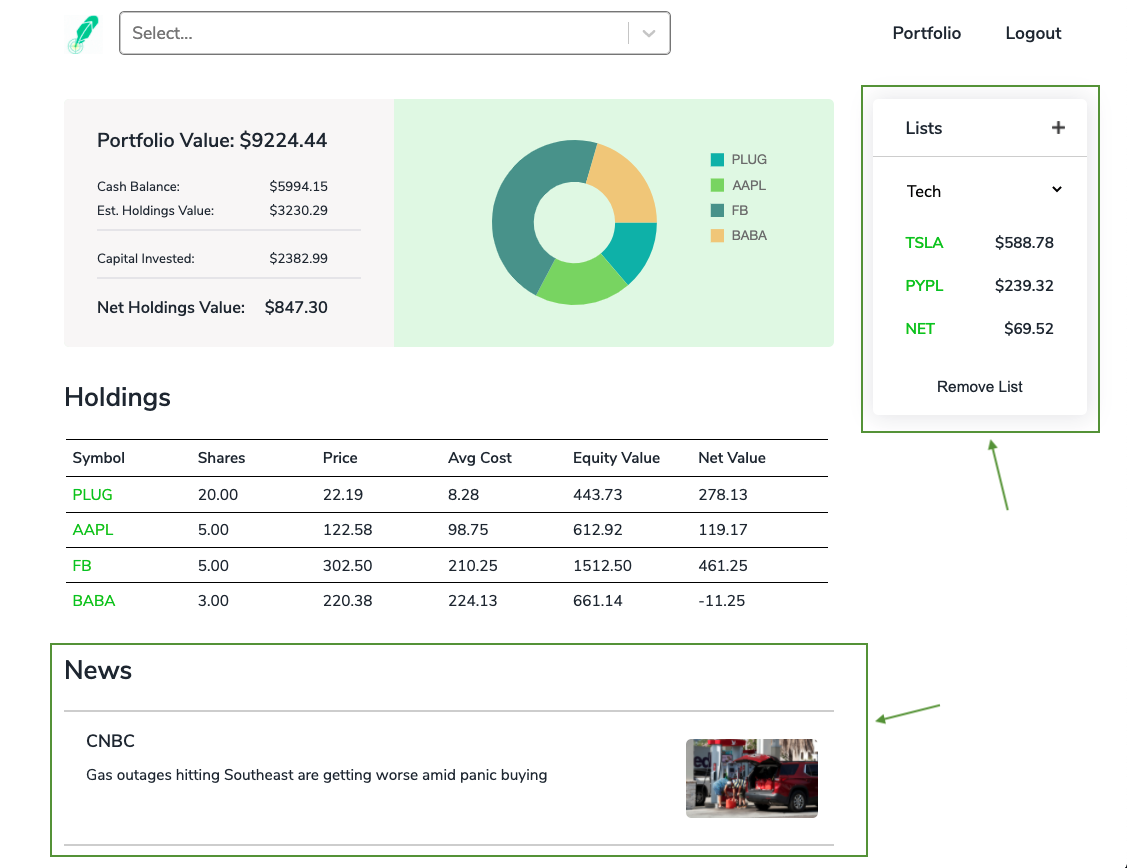 Select...
Portfolio Logout
Portfolio Value: $9224.44
Cash Balance: $5994.15
Est. Holdings Value: $3230.29
Capital Invested: $2382.99
Net Holdings Value: $847.30
PLUG
AAPL
FB
BABA
Lists +
Tech
TSLA $588.78
PYPL $239.32
NET $69.52
Remove List
Holdings
Symbol Shares Price Avg Cost Equity Value Net Value
PLUG 20.00 22.19 8.28 443.73 278.13
AAPL 5.00 122.58 98.75 612.92 119.17
FB 5.00 302.50 210.25 1512.50 461.25
BABA 3.00 220.38 224.13 661.14 -11.25
News
CNBC
Gas outages hitting Southeast are getting worse amid panic buying